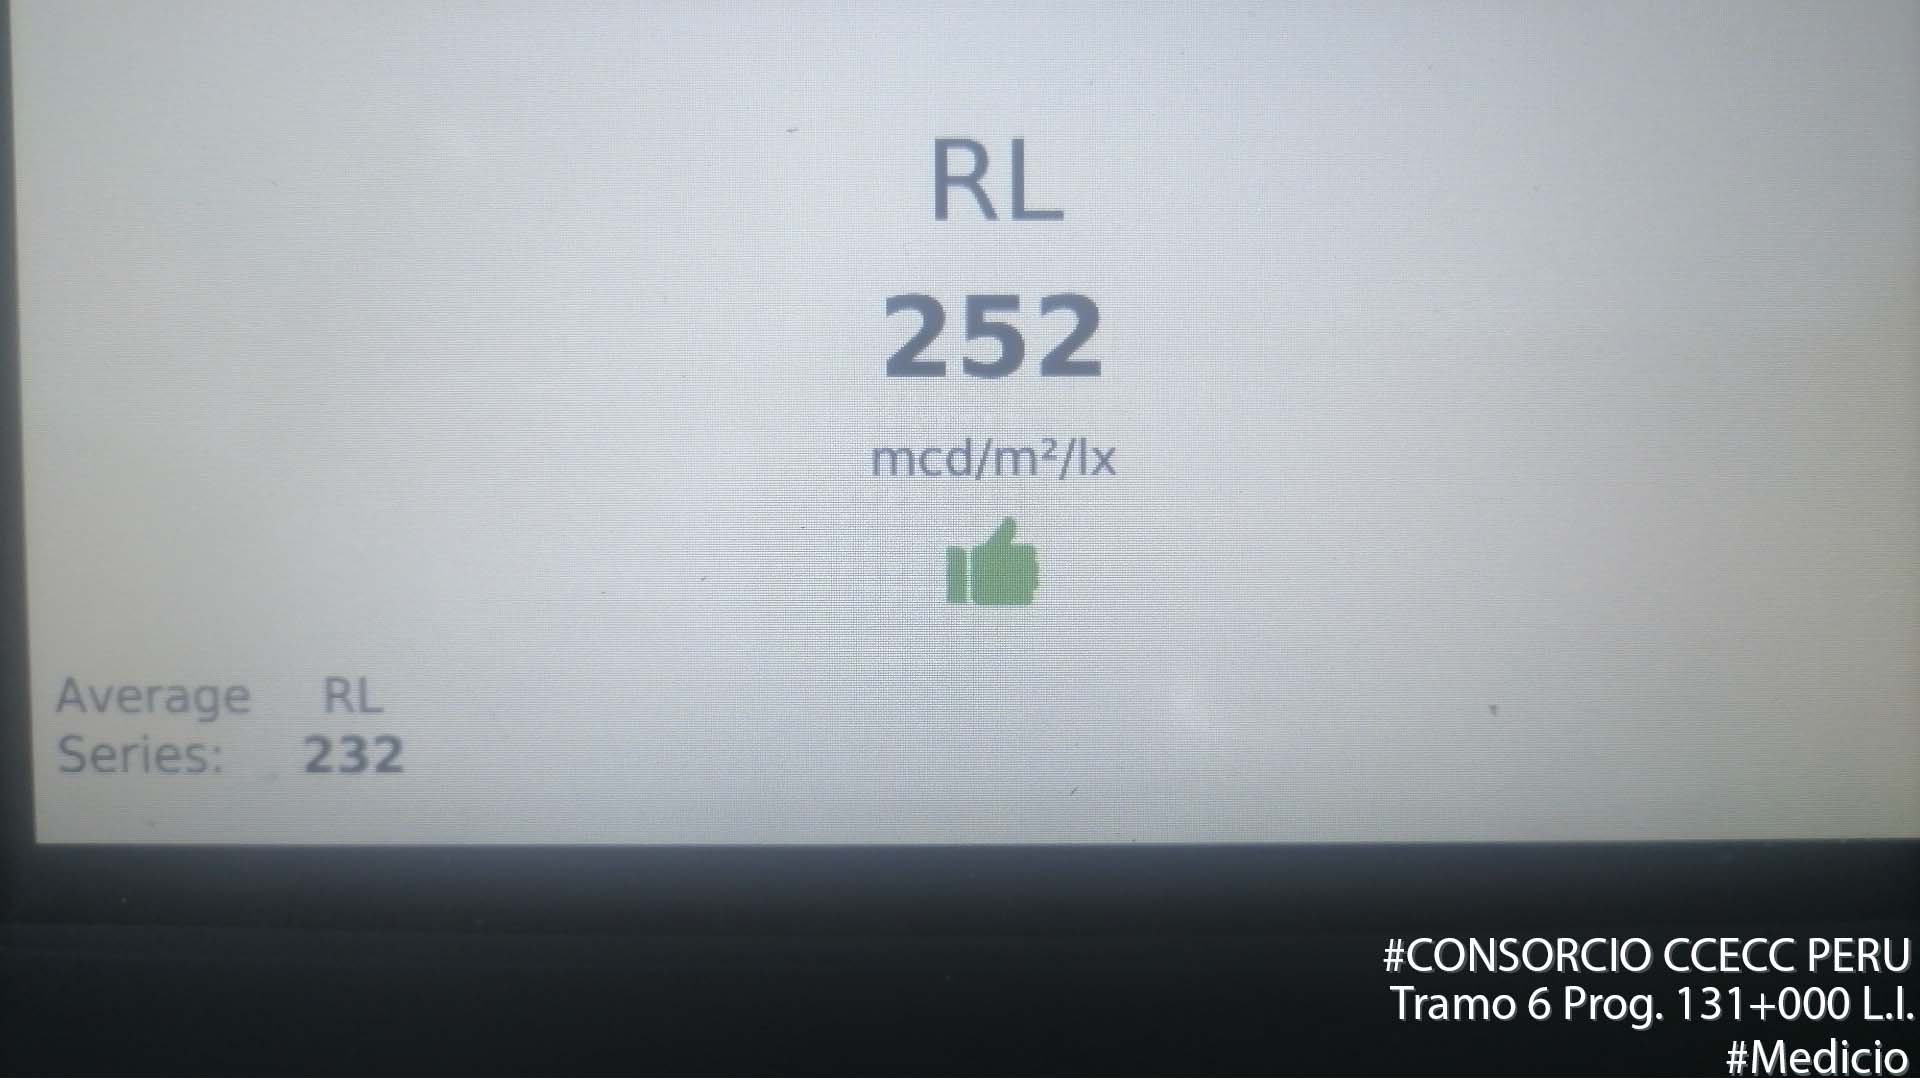 RL
252
mcd/m²/lx
Average RL
Series: 232
#CONSORCIO CCECC PERU
Tramo 6 Prog. 131+000 L.I.
#Medicio